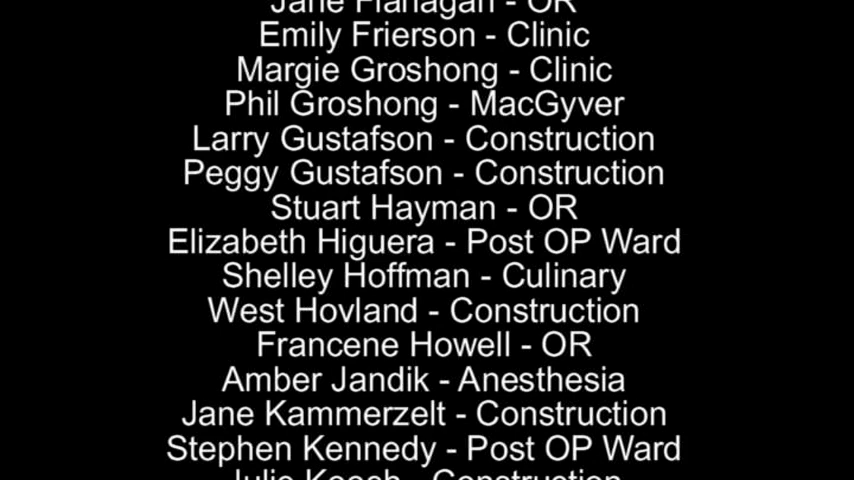 Jane Flanagan - OR
Emily Frierson - Clinic
Margie Groshong - Clinic
Phil Groshong - MacGyver
Larry Gustafson - Construction
Peggy Gustafson - Construction
Stuart Hayman - OR
Elizabeth Higuera - Post OP Ward
Shelley Hoffman - Culinary
West Hovland - Construction
Francene Howell - OR
Amber Jandik - Anesthesia
Jane Kammerzelt - Construction
Stephen Kennedy - Post OP Ward
Julie - Construction